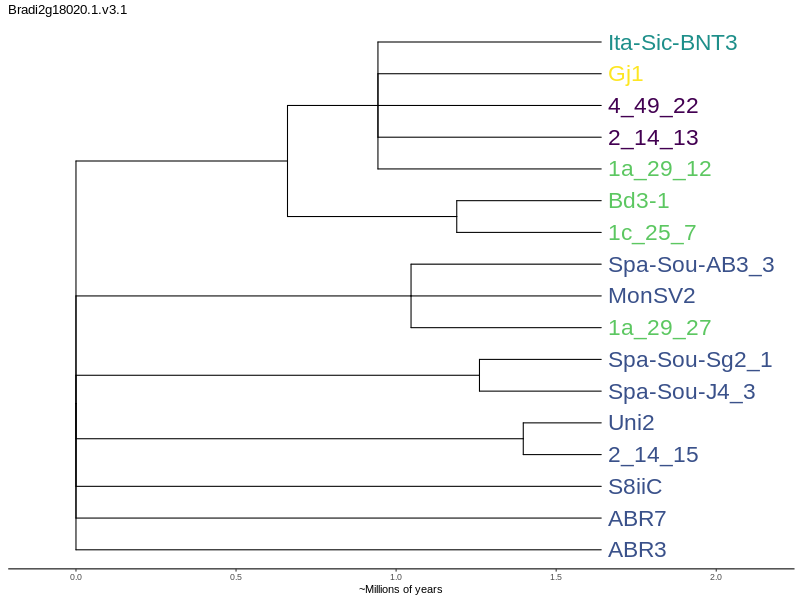 Bradi2g18020.1.v3.1
Ita-Sic-BNT3
Gj1
4_49_22
2_14_13
1a_29_12
Bd3-1
1c_25_7
Spa-Sou-AB3_3
MonSV2
1a_29_27
Spa-Sou-Sg2_1
Spa-Sou-J4_3
Uni2
2_14_15
S8iiC
ABR7
ABR3
0.0 0.5 1.0 1.5 2.0
~Millions of years